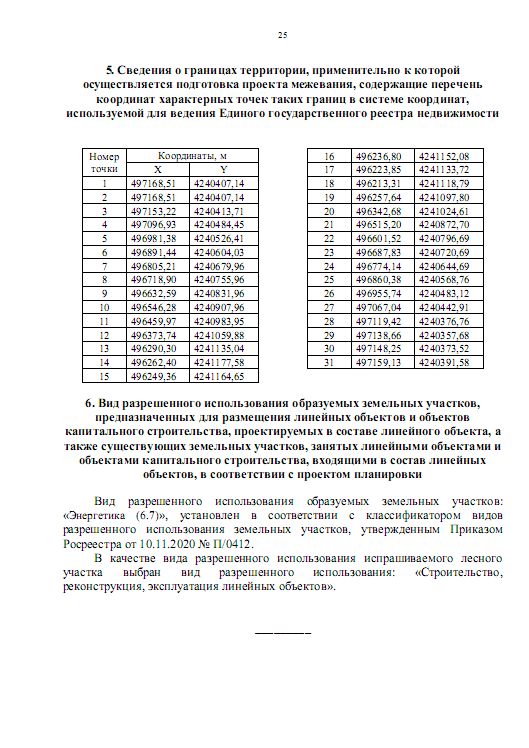 25
5. Сведения о границах территории, применительно к которой
осуществляется подготовка проекта межевания, содержащие перечень
координат характерных точек таких границ в системе координат,
используемой для ведения Единого государственного реестра недвижимости
Номер точки Координаты, м
X Y
1 497168,51 4240407,14
2 497168,51 4240407,14
3 497153,22 4240413,71
4 497096,93 4240484,45
5 496981,38 4240526,41
6 496891,44 4240604,03
7 496805,21 4240679,96
8 496718,90 4240755,96
9 496632,59 4240831,96
10 496546,28 4240907,96
11 496459,97 4240983,95
12 496373,74 4241059,88
13 496290,30 4241135,04
14 496262,40 4241177,58
15 496249,36 4241164,65
16 496236,80 4241152,08
17 496223,85 4241133,72
18 496213,31 4241118,79
19 496257,64 4241097,80
20 496342,68 4241024,61
21 496515,20 4240872,70
22 496601,52 4240796,69
23 496687,83 4240720,69
24 496774,14 4240644,69
25 496860,38 4240568,76
26 496955,74 4240483,12
27 497067,04 4240442,91
28 497119,42 4240376,76
29 497138,66 4240357,68
30 497148,25 4240373,52
31 497159,40 4240391,58
6. Вид разрешенного использования образуемых земельных участков,
предназначенных для размещения линейных объектов и объектов
капитального строительства, проектируемых в составе линейного объекта, а
также существующих земельных участков, занятых линейными объектами и
объектами капитального строительства, входящими в состав линейных
объектов, в соответствии с проектом планировки
Вид разрешенного использования образуемых земельных участков:
«Энергетика (6.7)», установлен в соответствии с классификатором видов
разрешенного использования земельных участков, утвержденным Приказом
Росреестра от 10.11.2020 № П/0412.
В качестве вида разрешенного использования испрашиваемого лесного
участка выбран вид разрешенного использования: «Строительство,
реконструкция, эксплуатация линейных объектов».